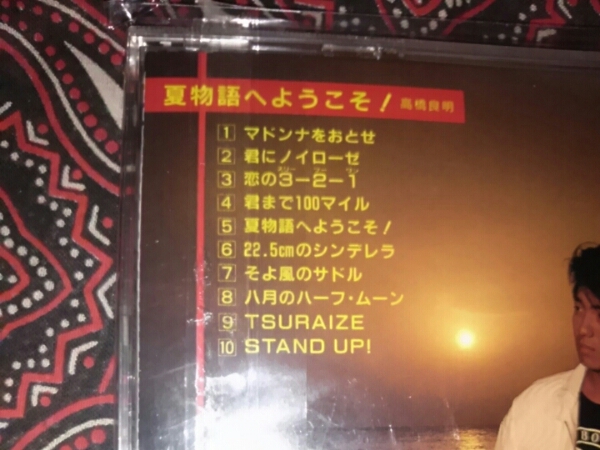 夏物語へようこそ! 高橋良明
1 マドンナをおとせ
2 君にノイローゼ
3 恋の3-2-1
4 君まで100マイル
5 夏物語へようこそ!
6 22.5cmのシンデレラ
7 そよ風のサドル
8 八月のハーフ・ムーン
9 TSURAIZE
10 STAND UP!
BO